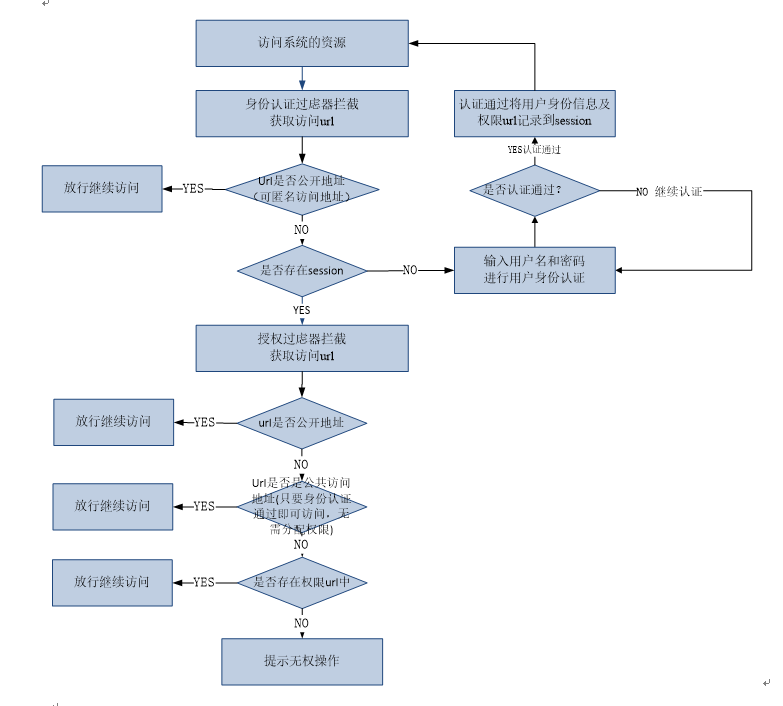 访问系统的资源
身份认证过虑器拦截
获取访问url
认证通过将用户身份信息及
权限url记录到session
YES认证通过
Url是否公开地址
（可匿名访问地址）
YES
放行继续访问
是否认证通过?
NO 继续认证
NO
是否存在session
NO
输入用户名和密码
进行用户身份认证
YES
授权过虑器拦截
获取访问url
url是否公开地址
YES
放行继续访问
NO
Url是否是公共访问
地址(只要身份认证
通过即可访问，无
需分配权限)
YES
放行继续访问
NO
是否存在权限url中
YES
放行继续访问
NO
提示无权操作